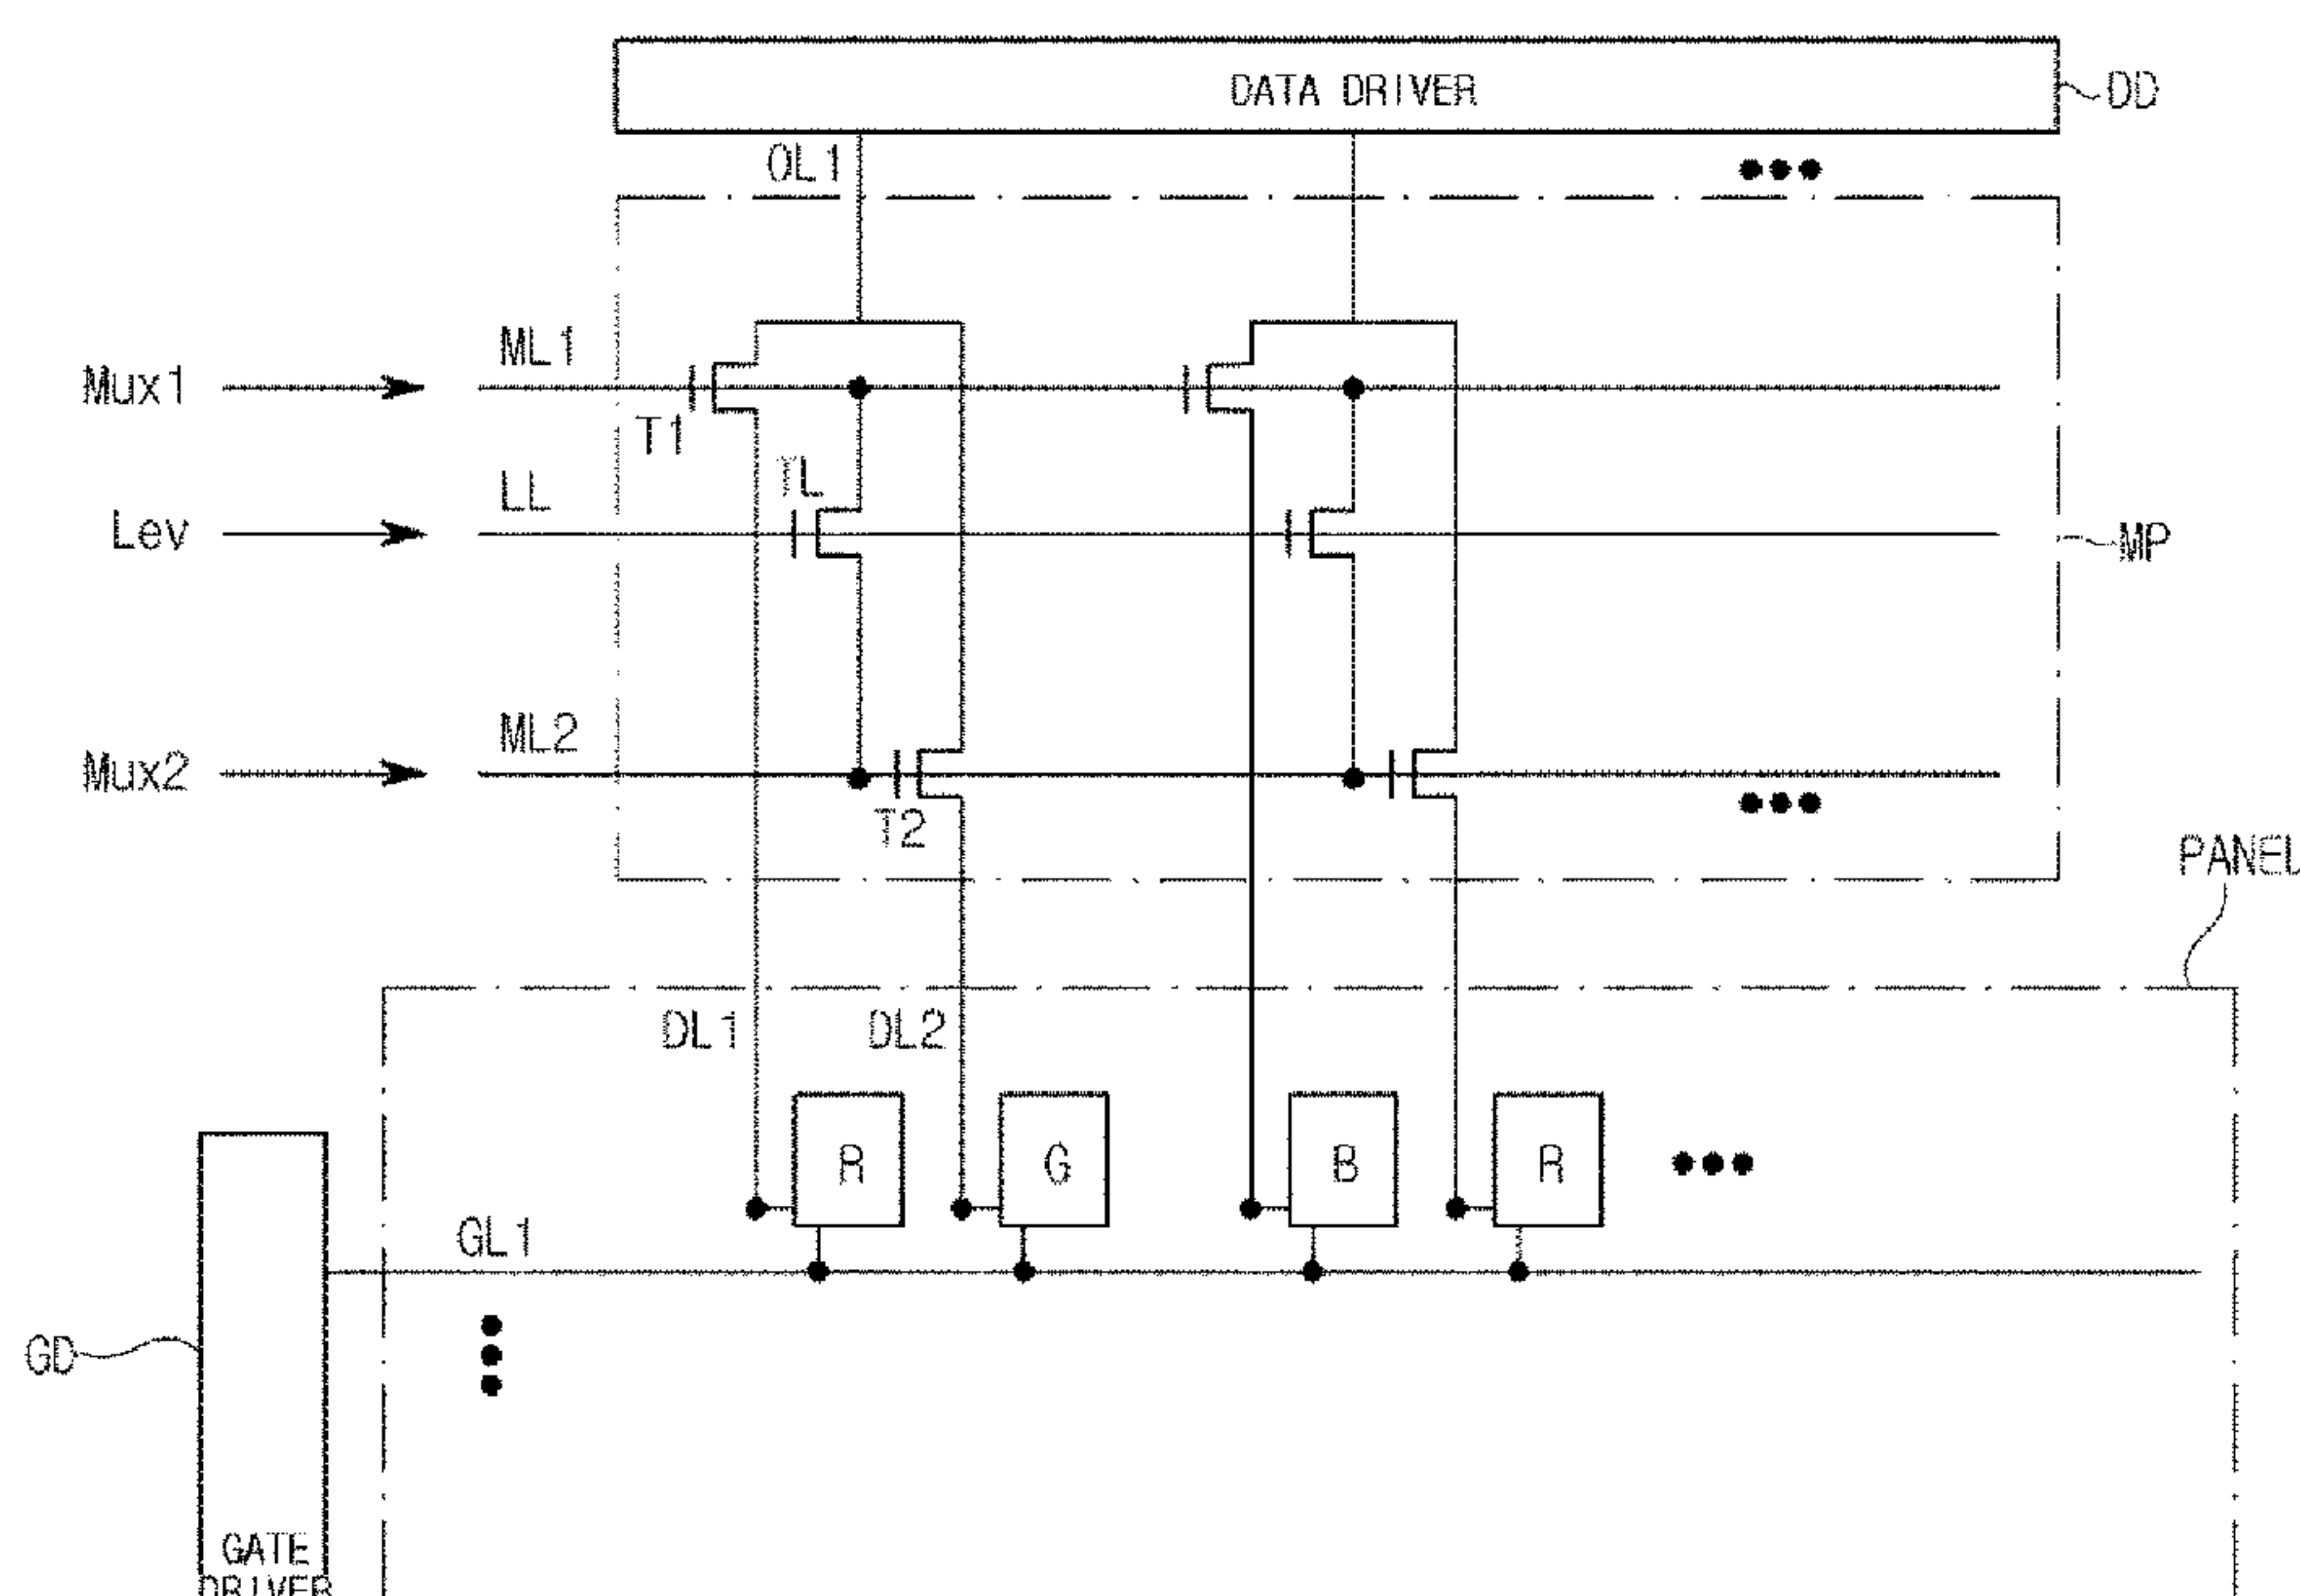 DATA DRIVER
DD
OL1
ML1
Mux1
T1
TL
LL
Lev
MP
ML2
Mux2
T2
PANEL
DL1 DL2
R G B R
GL1
GD
GATE
DRIVER